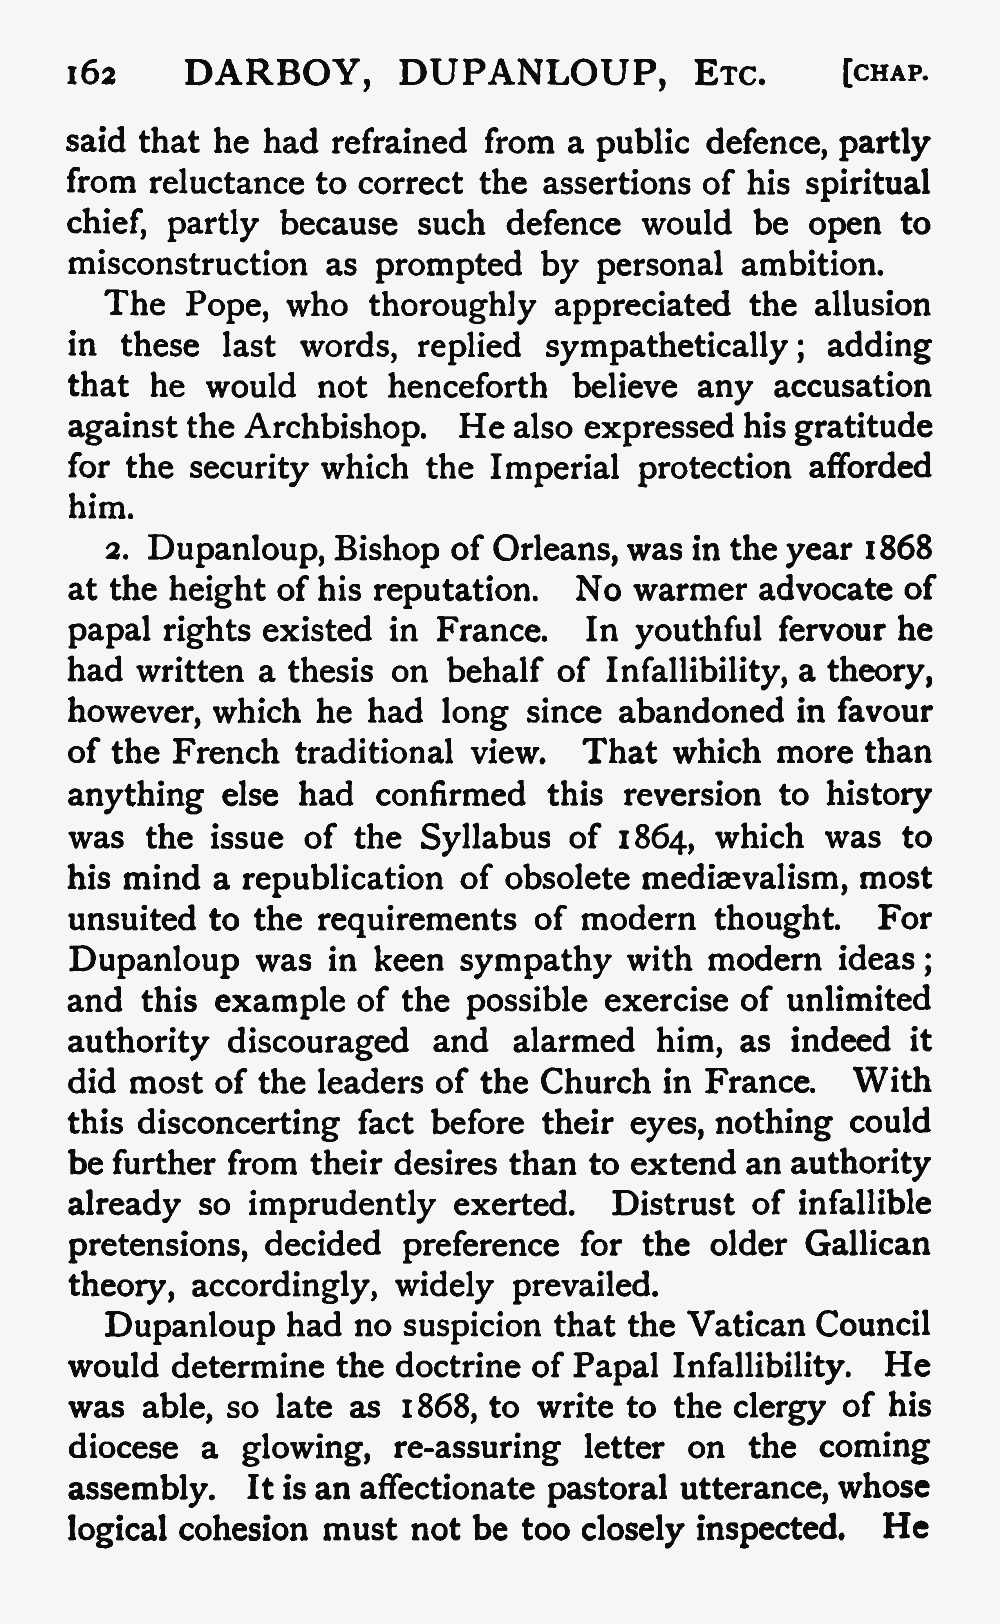 162 DARBOY, DUPANLOUP, ETC. [CHAP.
said that he had refrained from a public defence, partly
from reluctance to correct the assertions of his spiritual
chief, partly because such defence would be open to
misconstruction as prompted by personal ambition.
The Pope, who thoroughly appreciated the allusion
in these last words, replied sympathetically; adding
that he would not henceforth believe any accusation
against the Archbishop. He also expressed his gratitude
for the security which the Imperial protection afforded
him.
2. Dupanloup, Bishop of Orleans, was in the year 1868
at the height of his reputation. No warmer advocate of
papal rights existed in France. In youthful fervour he
had written a thesis on behalf of Infallibility, a theory,
however, which he had long since abandoned in favour
of the French traditional view. That which more than
anything else had confirmed this reversion to history
was the issue of the Syllabus of 1864, which was to
his mind a republication of obsolete mediævalism, most
unsuited to the requirements of modern thought. For
Dupanloup was in keen sympathy with modern ideas;
and this example of the possible exercise of unlimited
authority discouraged and alarmed him, as indeed it
did most of the leaders of the Church in France. With
this disconcerting fact before their eyes, nothing could
be further from their desires than to extend an authority
already so imprudently exerted. Distrust of infallible
pretensions, decided preference for the older Gallican
theory, accordingly, widely prevailed.
Dupanloup had no suspicion that the Vatican Council
would determine the doctrine of Papal Infallibility. He
was able, so late as 1868, to write to the clergy of his
diocese a glowing, re-assuring letter on the coming
assembly. It is an affectionate pastoral utterance, whose
logical cohesion must not be too closely inspected. He